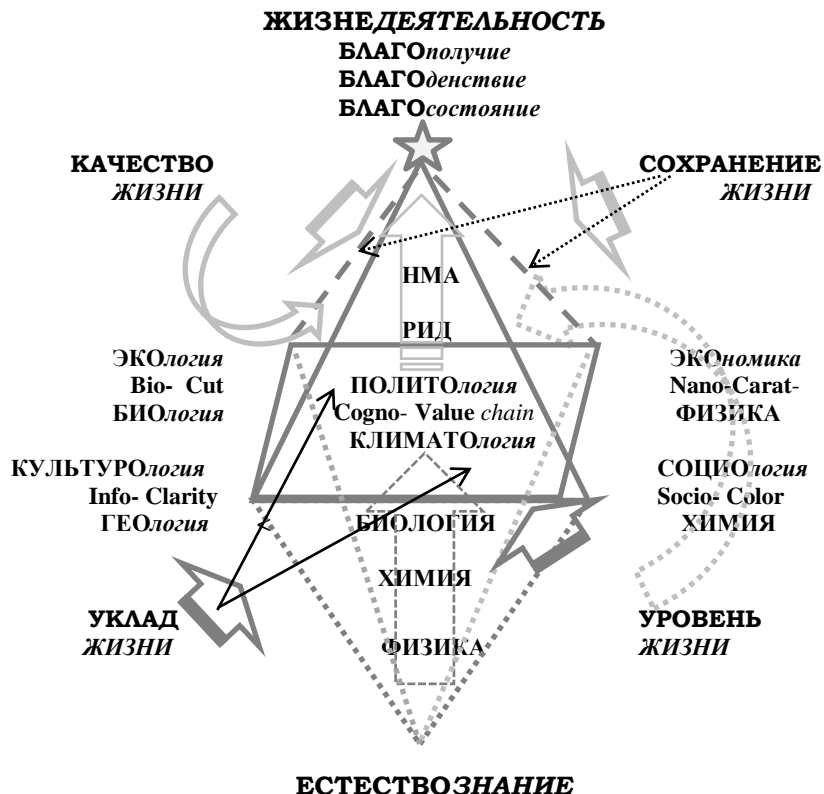 ЖИЗНЕДЕЯТЕЛЬНОСТЬ
БЛАГОполучие
БЛАГОденствие
БЛАГОсостояние
КАЧЕСТВО
ЖИЗНИ
СОХРАНЕНИЕ
ЖИЗНИ
НМА
РИД
ЭКОлогия
Bio- Cut
БИОлогия
ПОЛИТОлогия
Cogno- Value chain
КЛИМАТОлогия
ЭКОномика
Nano-Carat-
ФИЗИКА
КУЛЬТУРОлогия
Info- Clarity
ГЕОлогия
СОЦИОлогия
Socio- Color
ХИМИЯ
БИОЛОГИЯ
ХИМИЯ
ФИЗИКА
УКЛАД
ЖИЗНИ
УРОВЕНЬ
ЖИЗНИ
ЕСТЕСТВОЗНАНИЕ